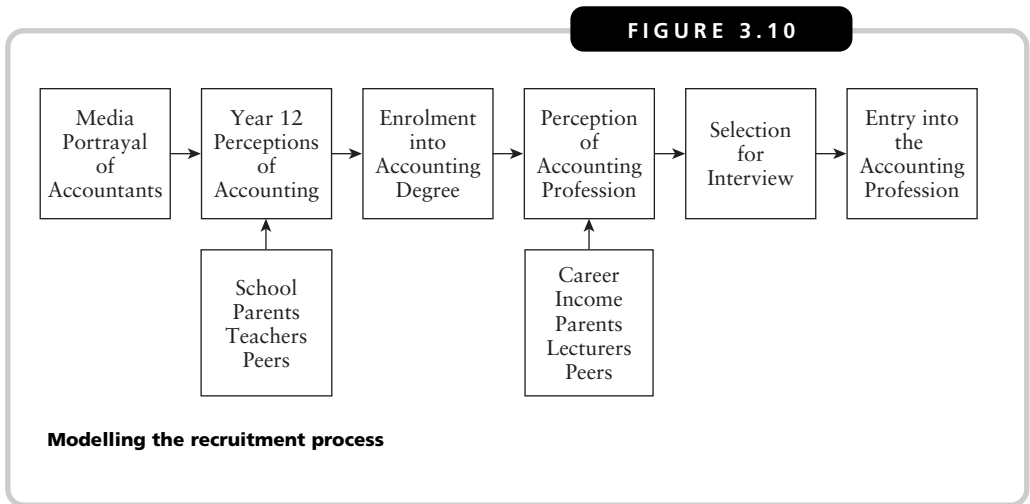 FIGURE 3.10
Media
Portrayal
of
Accountants
Year 12
Perceptions
of
Accounting
Enrolment
into
Accounting
Degree
Perception
of
Accounting
Profession
Selection
for
Interview
Entry into
the
Accounting
Profession
School
Parents
Teachers
Peers
Career
Income
Parents
Lecturers
Peers
Modelling the recruitment process